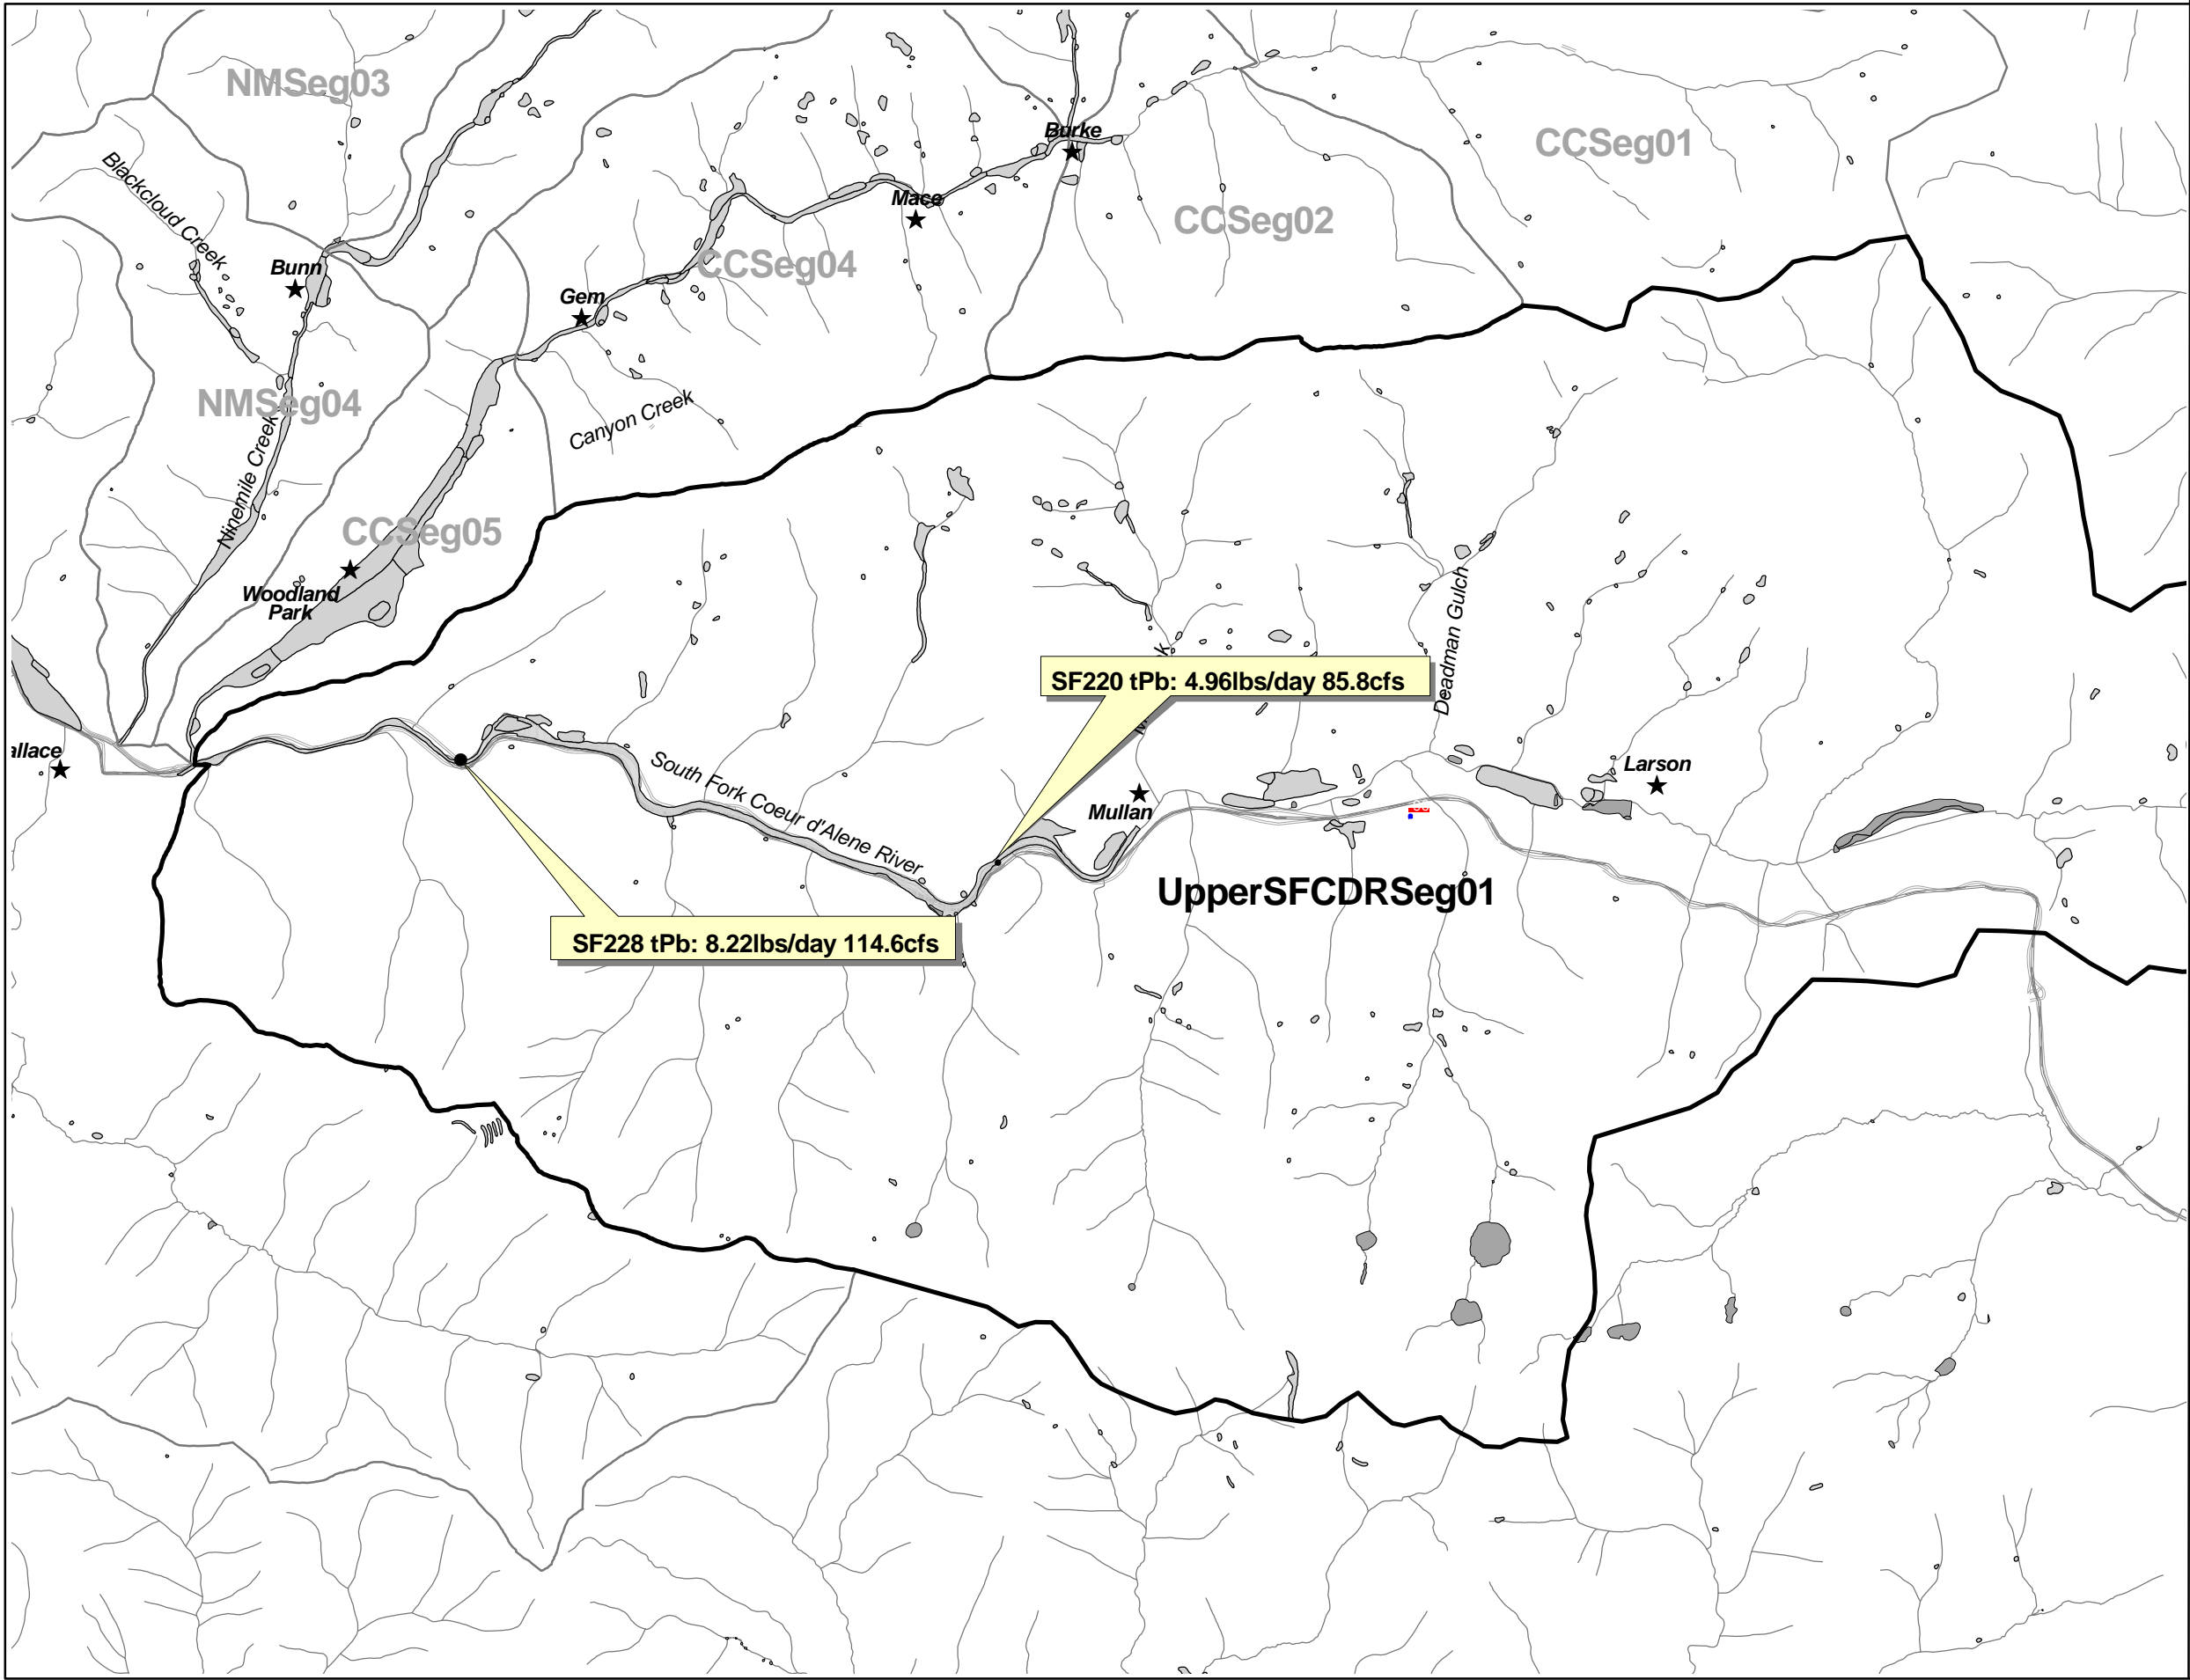 NMSeg03
Burke
CCSeg01
Blackcloud Creek
Mace
CCSeg02
Bunn
CCSeg04
Gem
NMSeg04
Canyon Creek
Ninemile Creek
CCSeg05
Woodland
Park
Deadman Gulch
SF220 tPb: 4.96lbs/day 85.8cfs
allace
South Fork Coeur d'Alene River
Larson
Mullan
UpperSFCDRSeg01
SF228 tPb: 8.22lbs/day 114.6cfs